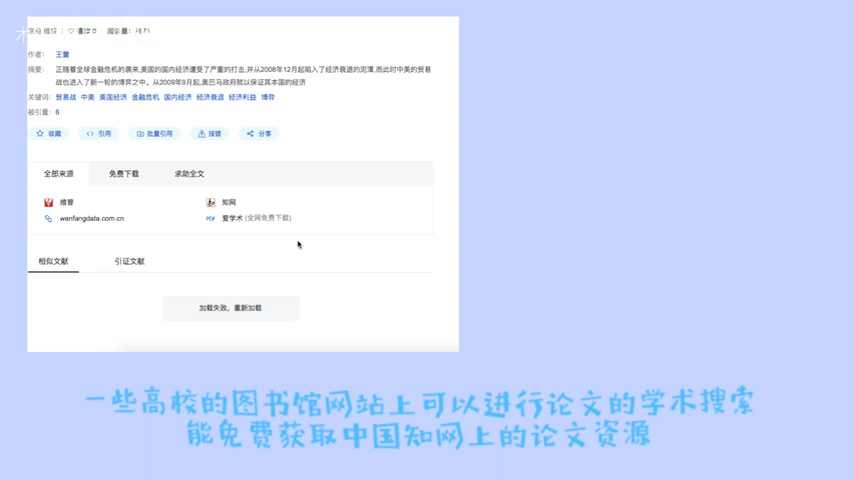 来自 维普 | ♡ 喜欢 0 阅读量：
作者： 王蕾
摘要： 正随着全球金融危机的袭来,美国的国内经济遭受了严重的打击,并从2008年12月起陷入了经济衰退的泥潭,而此时中美的贸易
战也进入了新一轮的博弈之中。从2009年9月起,奥巴马政府就以保证其本国的经济
关键词： 贸易战 中美 美国经济 金融危机 国内经济 经济衰退 经济利益 博弈
被引量： 6
收藏 引用 批量引用 报错 分享
全部来源 免费下载 求助全文
维普 知网
wanfangdata.com.cn PDF 爱学术 (全网免费下载)
相似文献 引证文献
加载失败，重新加载
一些高校的图书馆网站上可以进行论文的学术搜索
能免费获取中国知网上的论文资源